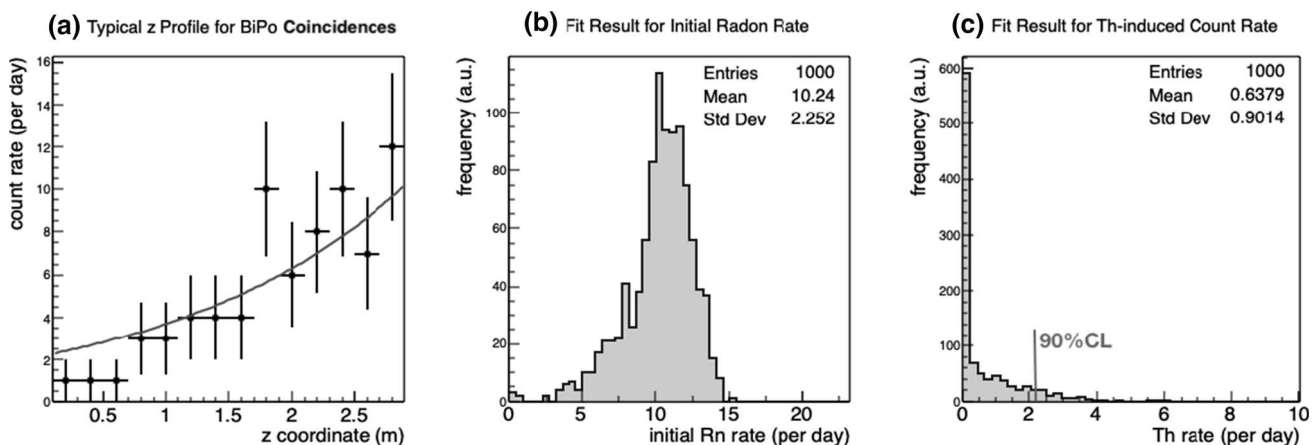 (a) Typical z Profile for BiPo Coincidences
count rate (per day)
16
14
12
10
8
6
4
2
0
0.5 1 1.5 2 2.5
z coordinate (m)
(b) Fit Result for Initial Radon Rate
frequency (a.u.)
Entries 1000
Mean 10.24
Std Dev 2.252
100
80
60
40
20
0
0 5 10 15 20
initial Rn rate (per day)
(c) Fit Result for Th-induced Count Rate
frequency (a.u.)
Entries 1000
Mean 0.6379
Std Dev 0.9014
600
500
400
300
200
100
0
90%CL
0 2 4 6 8 10
Th rate (per day)